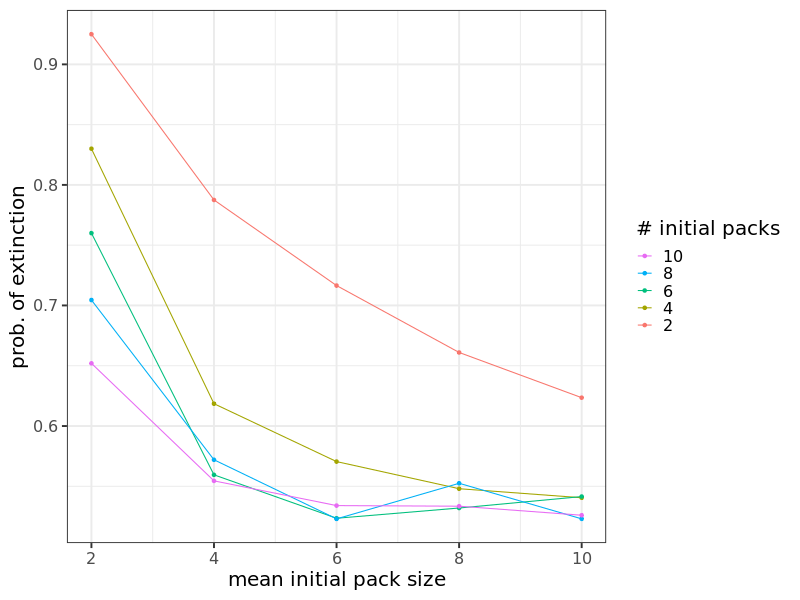 0.9
0.8
0.7
0.6
prob. of extinction
2 4 6 8 10
mean initial pack size
# initial packs
10
8
6
4
2